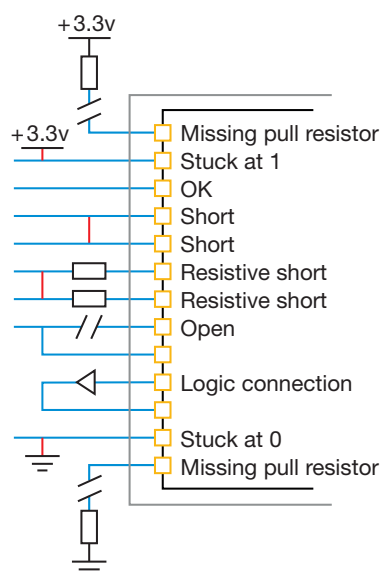 +3.3v
+3.3v
Missing pull resistor
Stuck at 1
OK
Short
Short
Resistive short
Resistive short
Open
Logic connection
Stuck at 0
Missing pull resistor